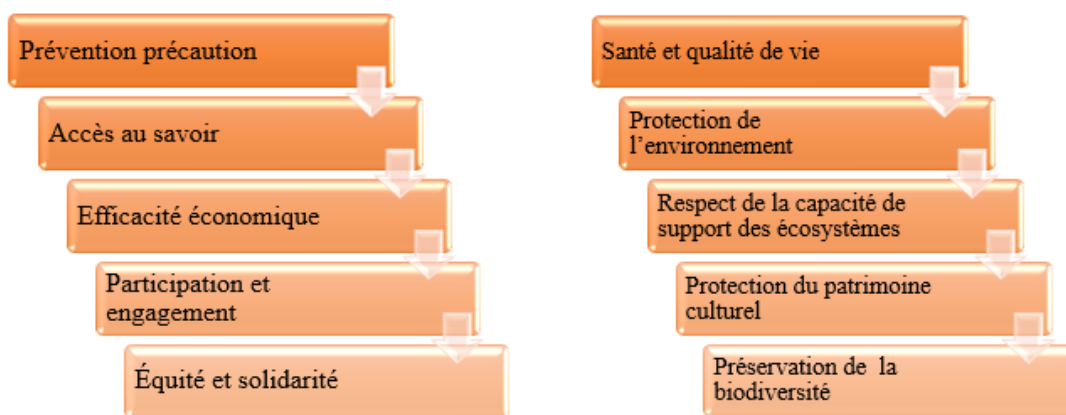 Prévention précaution
Accès au savoir
Efficacité économique
Participation et
engagement
Équité et solidarité
Santé et qualité de vie
Protection de
l’environnement
Respect de la capacité de
support des écosystèmes
Protection du patrimoine
culturel
Préservation de la
biodiversité